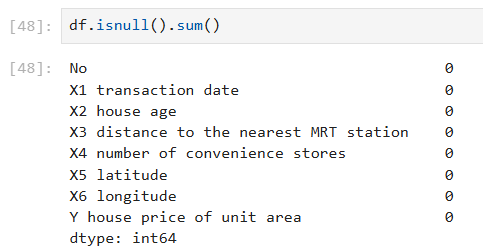 [48]: df.isnull().sum()
[48]: No 0
X1 transaction date 0
X2 house age 0
X3 distance to the nearest MRT station 0
X4 number of convenience stores 0
X5 latitude 0
X6 longitude 0
Y house price of unit area 0
dtype: int64